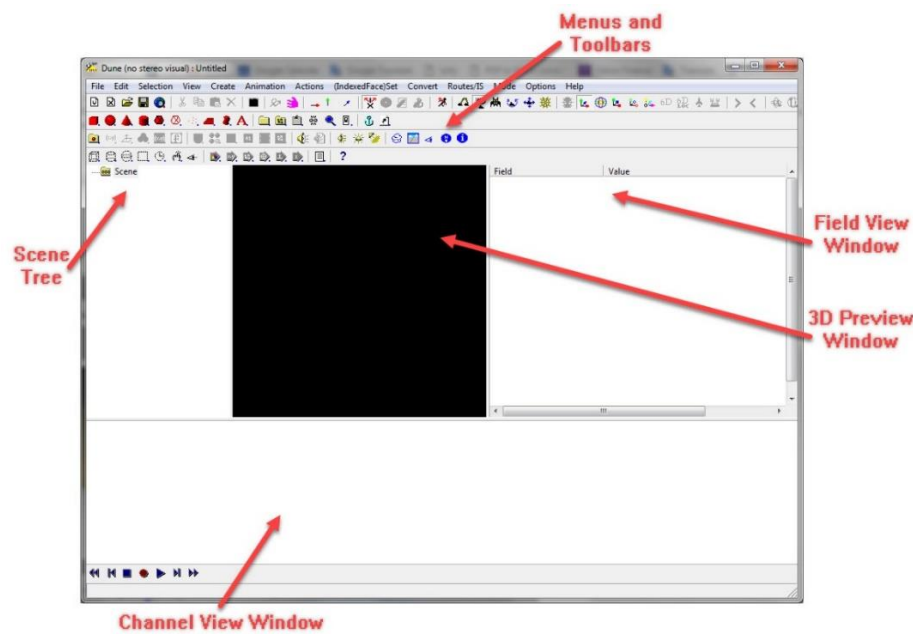 Menus and
Toolbars
Dune (no stereo visual) : Untitled
File Edit Selection View Create Animation Actions (IndexedFace)Set Convert Routes/IS Mode Options Help
Scene
Field Value
Scene
Tree
Field View
Window
3D Preview
Window
Channel View Window